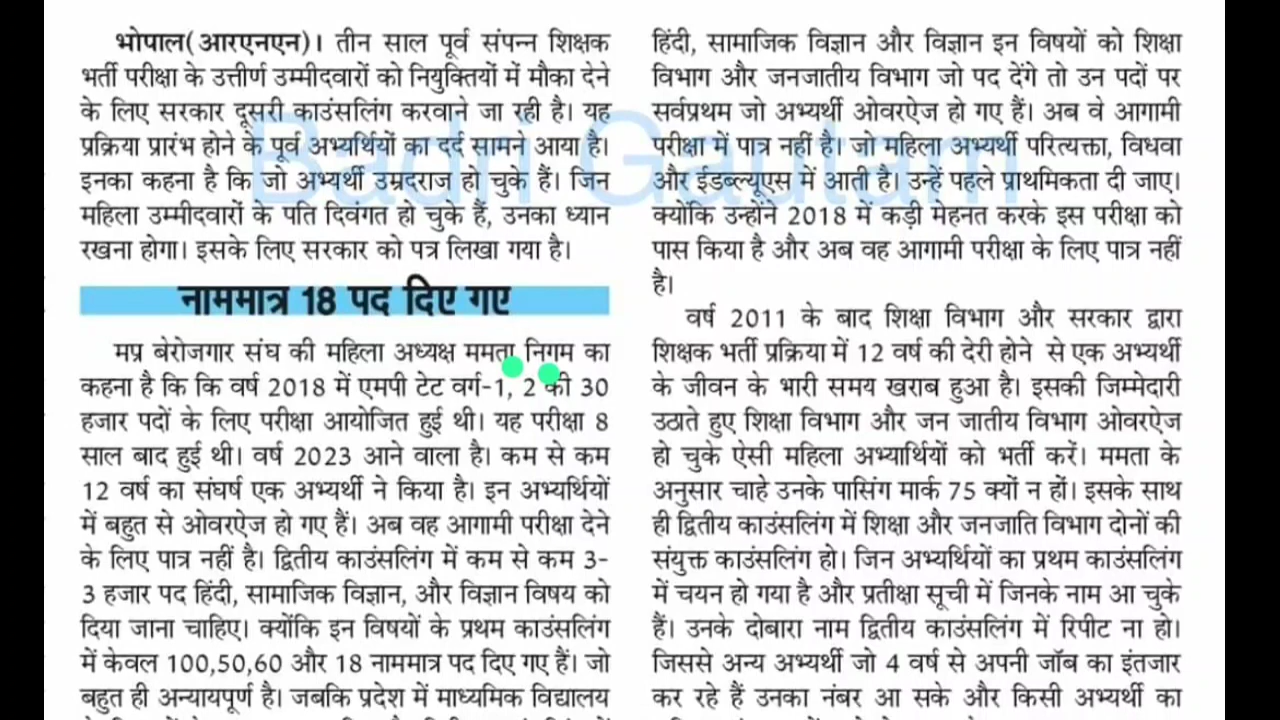 भोपाल(आरएनएन)। तीन साल पूर्व संपन्न शिक्षक
भर्ती परीक्षा के उत्तीर्ण उम्मीदवारों को नियुक्तियों में मौका देने
के लिए सरकार दूसरी काउंसलिंग करवाने जा रही है। यह
प्रक्रिया प्रारंभ होने के पूर्व अभ्यर्थियों का दर्द सामने आया है।
इनका कहना है कि जो अभ्यर्थी उम्रदराज हो चुके हैं। जिन
महिला उम्मीदवारों के पति दिवंगत हो चुके हैं, उनका ध्यान
रखना होगा। इसके लिए सरकार को पत्र लिखा गया है।
नाममात्र 18 पद दिए गए
मप्र बेरोजगार संघ की महिला अध्यक्ष ममता निगम का
कहना है कि कि वर्ष 2018 में एमपी टेट वर्ग-1, 2 की 30
हजार पदों के लिए परीक्षा आयोजित हुई थी। यह परीक्षा 8
साल बाद हुई थी। वर्ष 2023 आने वाला है। कम से कम
12 वर्ष का संघर्ष एक अभ्यर्थी ने किया है। इन अभ्यर्थियों
में बहुत से ओवरऐज हो गए हैं। अब वह आगामी परीक्षा देने
के लिए पात्र नहीं है। द्वितीय काउंसलिंग में कम से कम 3-
3 हजार पद हिंदी, सामाजिक विज्ञान, और विज्ञान विषय को
दिया जाना चाहिए। क्योंकि इन विषयों के प्रथम काउंसलिंग
में केवल 100,50,60 और 18 नाममात्र पद दिए गए हैं। जो
बहुत ही अन्यायपूर्ण है। जबकि प्रदेश में माध्यमिक विद्यालय
हिंदी, सामाजिक विज्ञान और विज्ञान इन विषयों को शिक्षा
विभाग और जनजातीय विभाग जो पद देंगे तो उन पदों पर
सर्वप्रथम जो अभ्यर्थी ओवरऐज हो गए हैं। अब वे आगामी
परीक्षा में पात्र नहीं है। जो महिला अभ्यर्थी परित्यक्ता, विधवा
और ईडब्ल्यूएस में आती है। उन्हें पहले प्राथमिकता दी जाए।
क्योंकि उन्होंने 2018 में कड़ी मेहनत करके इस परीक्षा को
पास किया है और अब वह आगामी परीक्षा के लिए पात्र नहीं
है।
वर्ष 2011 के बाद शिक्षा विभाग और सरकार द्वारा
शिक्षक भर्ती प्रक्रिया में 12 वर्ष की देरी होने से एक अभ्यर्थी
के जीवन के भारी समय खराब हुआ है। इसकी जिम्मेदारी
उठाते हुए शिक्षा विभाग और जन जातीय विभाग ओवरऐज
हो चुके ऐसी महिला अभ्यार्थियों को भर्ती करें। ममता के
अनुसार चाहे उनके पासिंग मार्क 75 क्यों न हों। इसके साथ
ही द्वितीय काउंसलिंग में शिक्षा और जनजाति विभाग दोनों की
संयुक्त काउंसलिंग हो। जिन अभ्यर्थियों का प्रथम काउंसलिंग
में चयन हो गया है और प्रतीक्षा सूची में जिनके नाम आ चुके
हैं। उनके दोबारा नाम द्वितीय काउंसलिंग में रिपीट ना हो।
जिससे अन्य अभ्यर्थी जो 4 वर्ष से अपनी जॉब का इंतजार
कर रहे हैं उनका नंबर आ सके और किसी अभ्यर्थी का
Badri Gautam